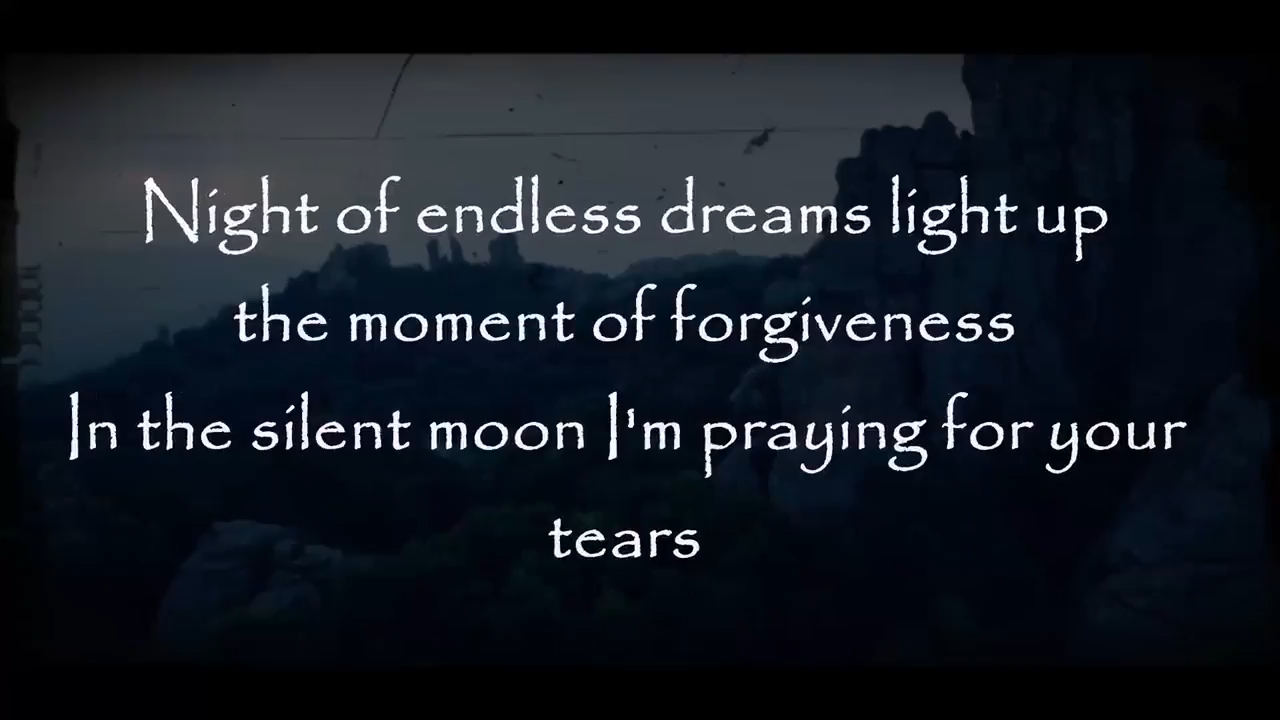 Night of endless dreams light up
the moment of forgiveness
In the silent moon I'm praying for your
tears